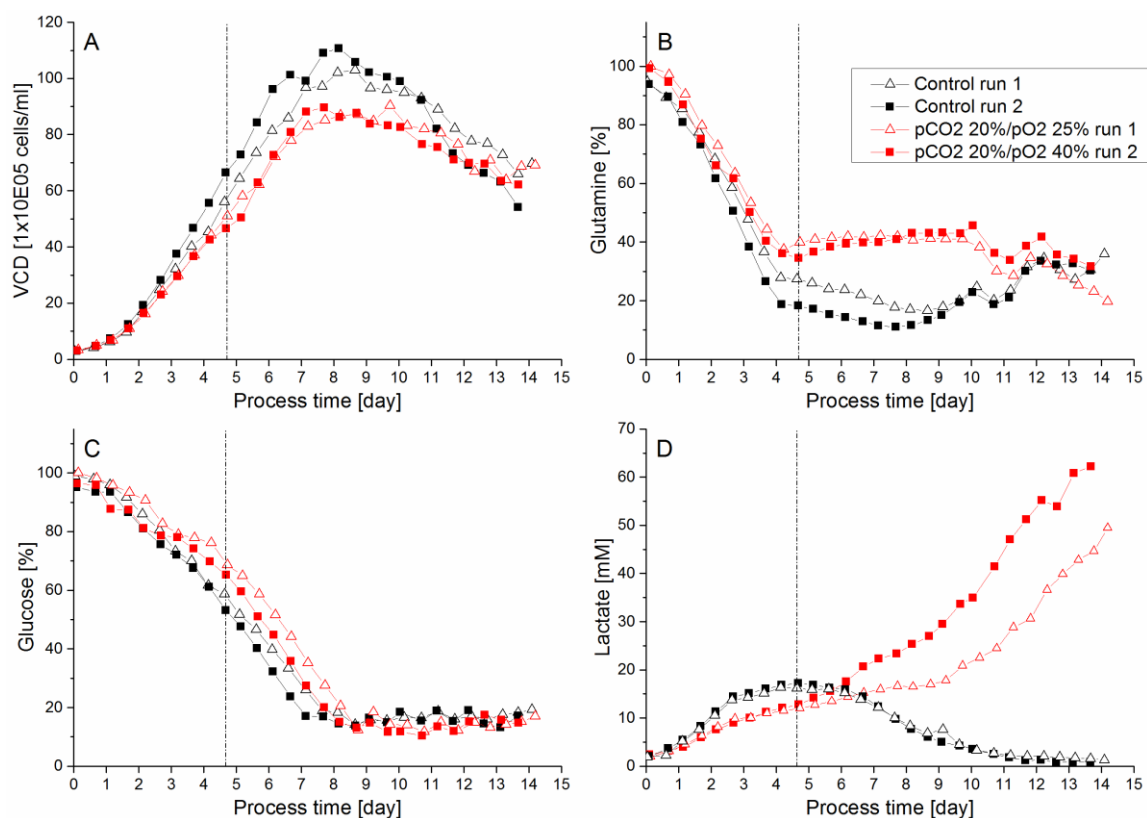 A
VCD [1x10E05 cells/ml]
120
100
80
60
40
20
0
0 1 2 3 4 5 6 7 8 9 10 11 12 13 14 15
Process time [day]
B
Glutamine [%]
100
80
60
40
20
0
0 1 2 3 4 5 6 7 8 9 10 11 12 13 14 15
Process time [day]
Control run 1
Control run 2
pCO2 20%/pO2 25% run 1
pCO2 20%/pO2 40% run 2
C
Glucose [%]
100
80
60
40
20
0
0 1 2 3 4 5 6 7 8 9 10 11 12 13 14 15
Process time [day]
D
Lactate [mM]
70
60
50
40
30
20
10
0
0 1 2 3 4 5 6 7 8 9 10 11 12 13 14 15
Process time [day]